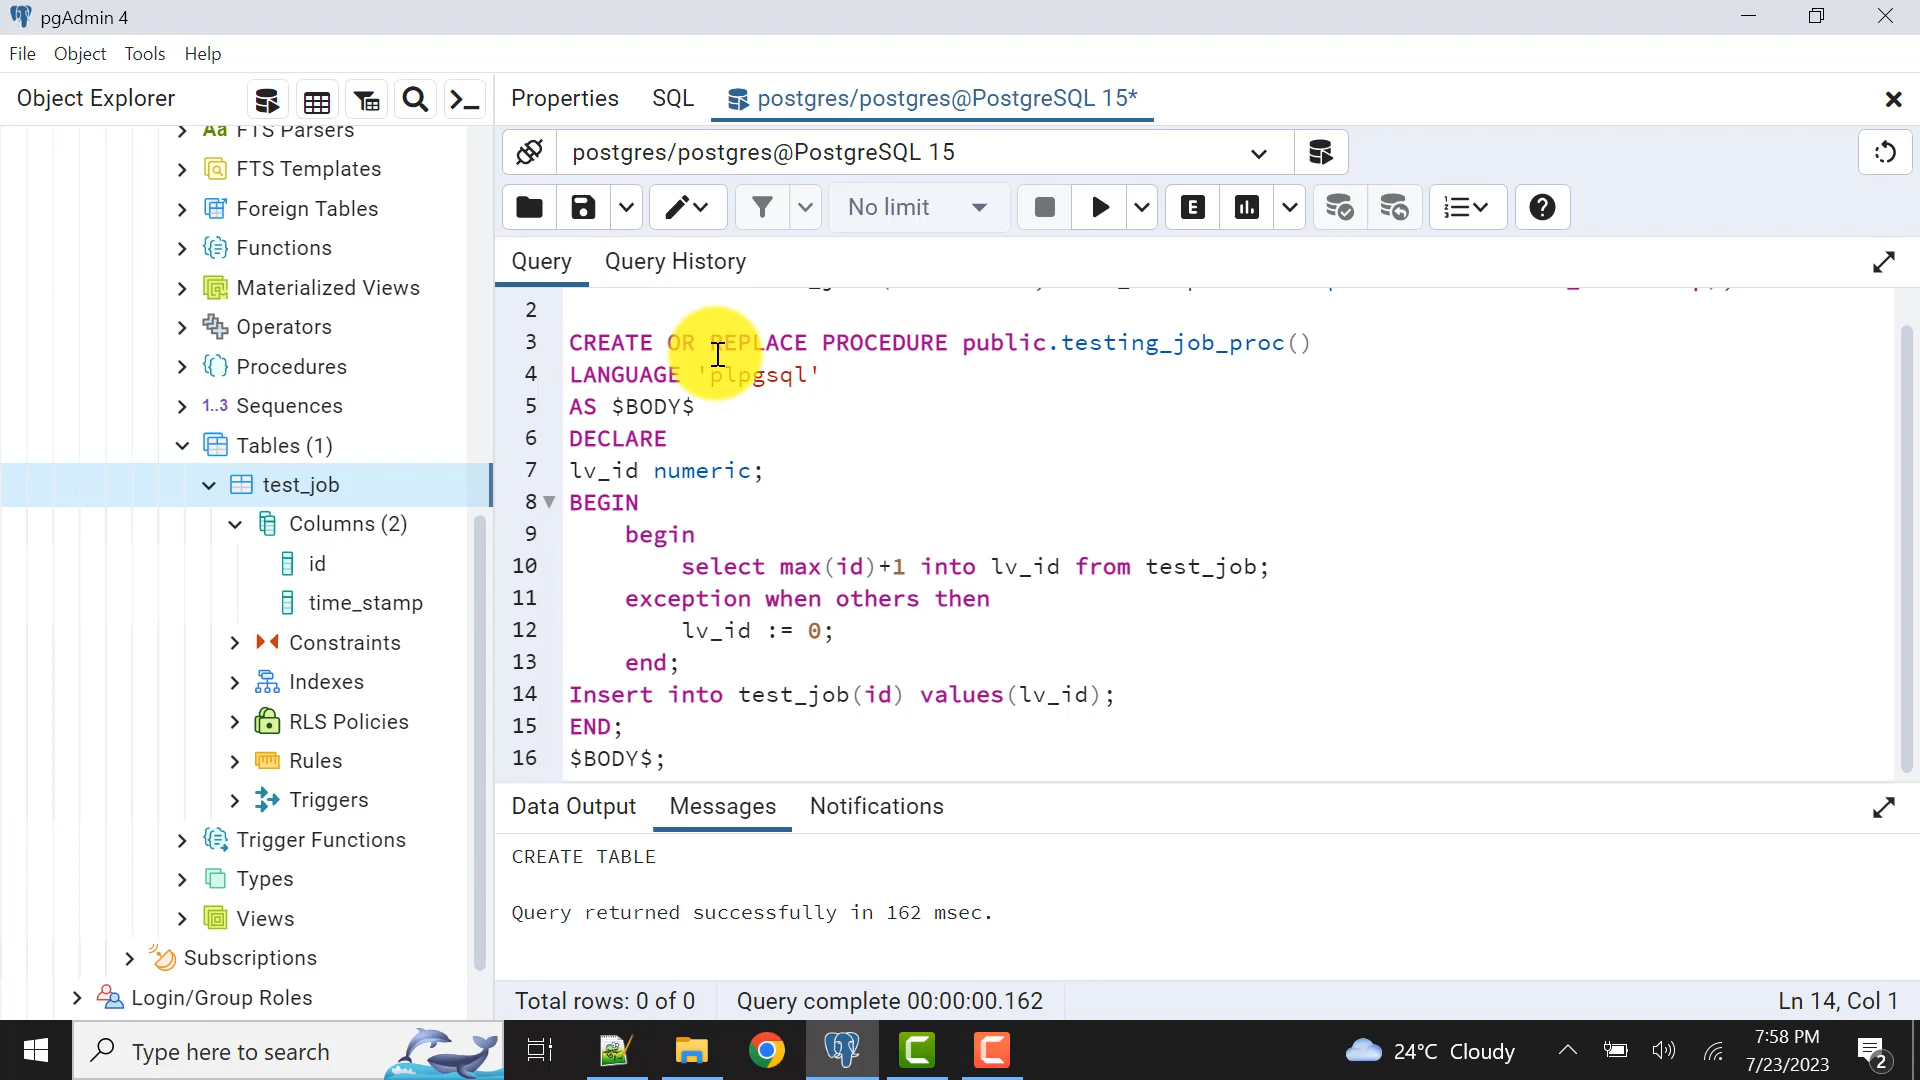 pgAdmin 4
File Object Tools Help
Object Explorer
Properties SQL postgres/postgres@PostgreSQL 15*
FTS Parsers
FTS Templates
Foreign Tables
Functions
Materialized Views
Operators
Procedures
1..3 Sequences
Tables (1)
test_job
Columns (2)
id
time_stamp
Constraints
Indexes
RLS Policies
Rules
Triggers
Trigger Functions
Types
Views
Subscriptions
Login/Group Roles
postgres/postgres@PostgreSQL 15
No limit
Query Query History
2
3 CREATE OR REPLACE PROCEDURE public.testing_job_proc()
4 LANGUAGE 'plpgsql'
5 AS $BODY$
6 DECLARE
7 lv_id numeric;
8 BEGIN
9 begin
10 select max(id)+1 into lv_id from test_job;
11 exception when others then
12 lv_id := 0;
13 end;
14 Insert into test_job(id) values(lv_id);
15 END;
16 $BODY$;
Data Output Messages Notifications
CREATE TABLE
Query returned successfully in 162 msec.
Total rows: 0 of 0 Query complete 00:00:00.162 Ln 14, Col 1
Type here to search
24°C Cloudy
7:58 PM
7/23/2023
2